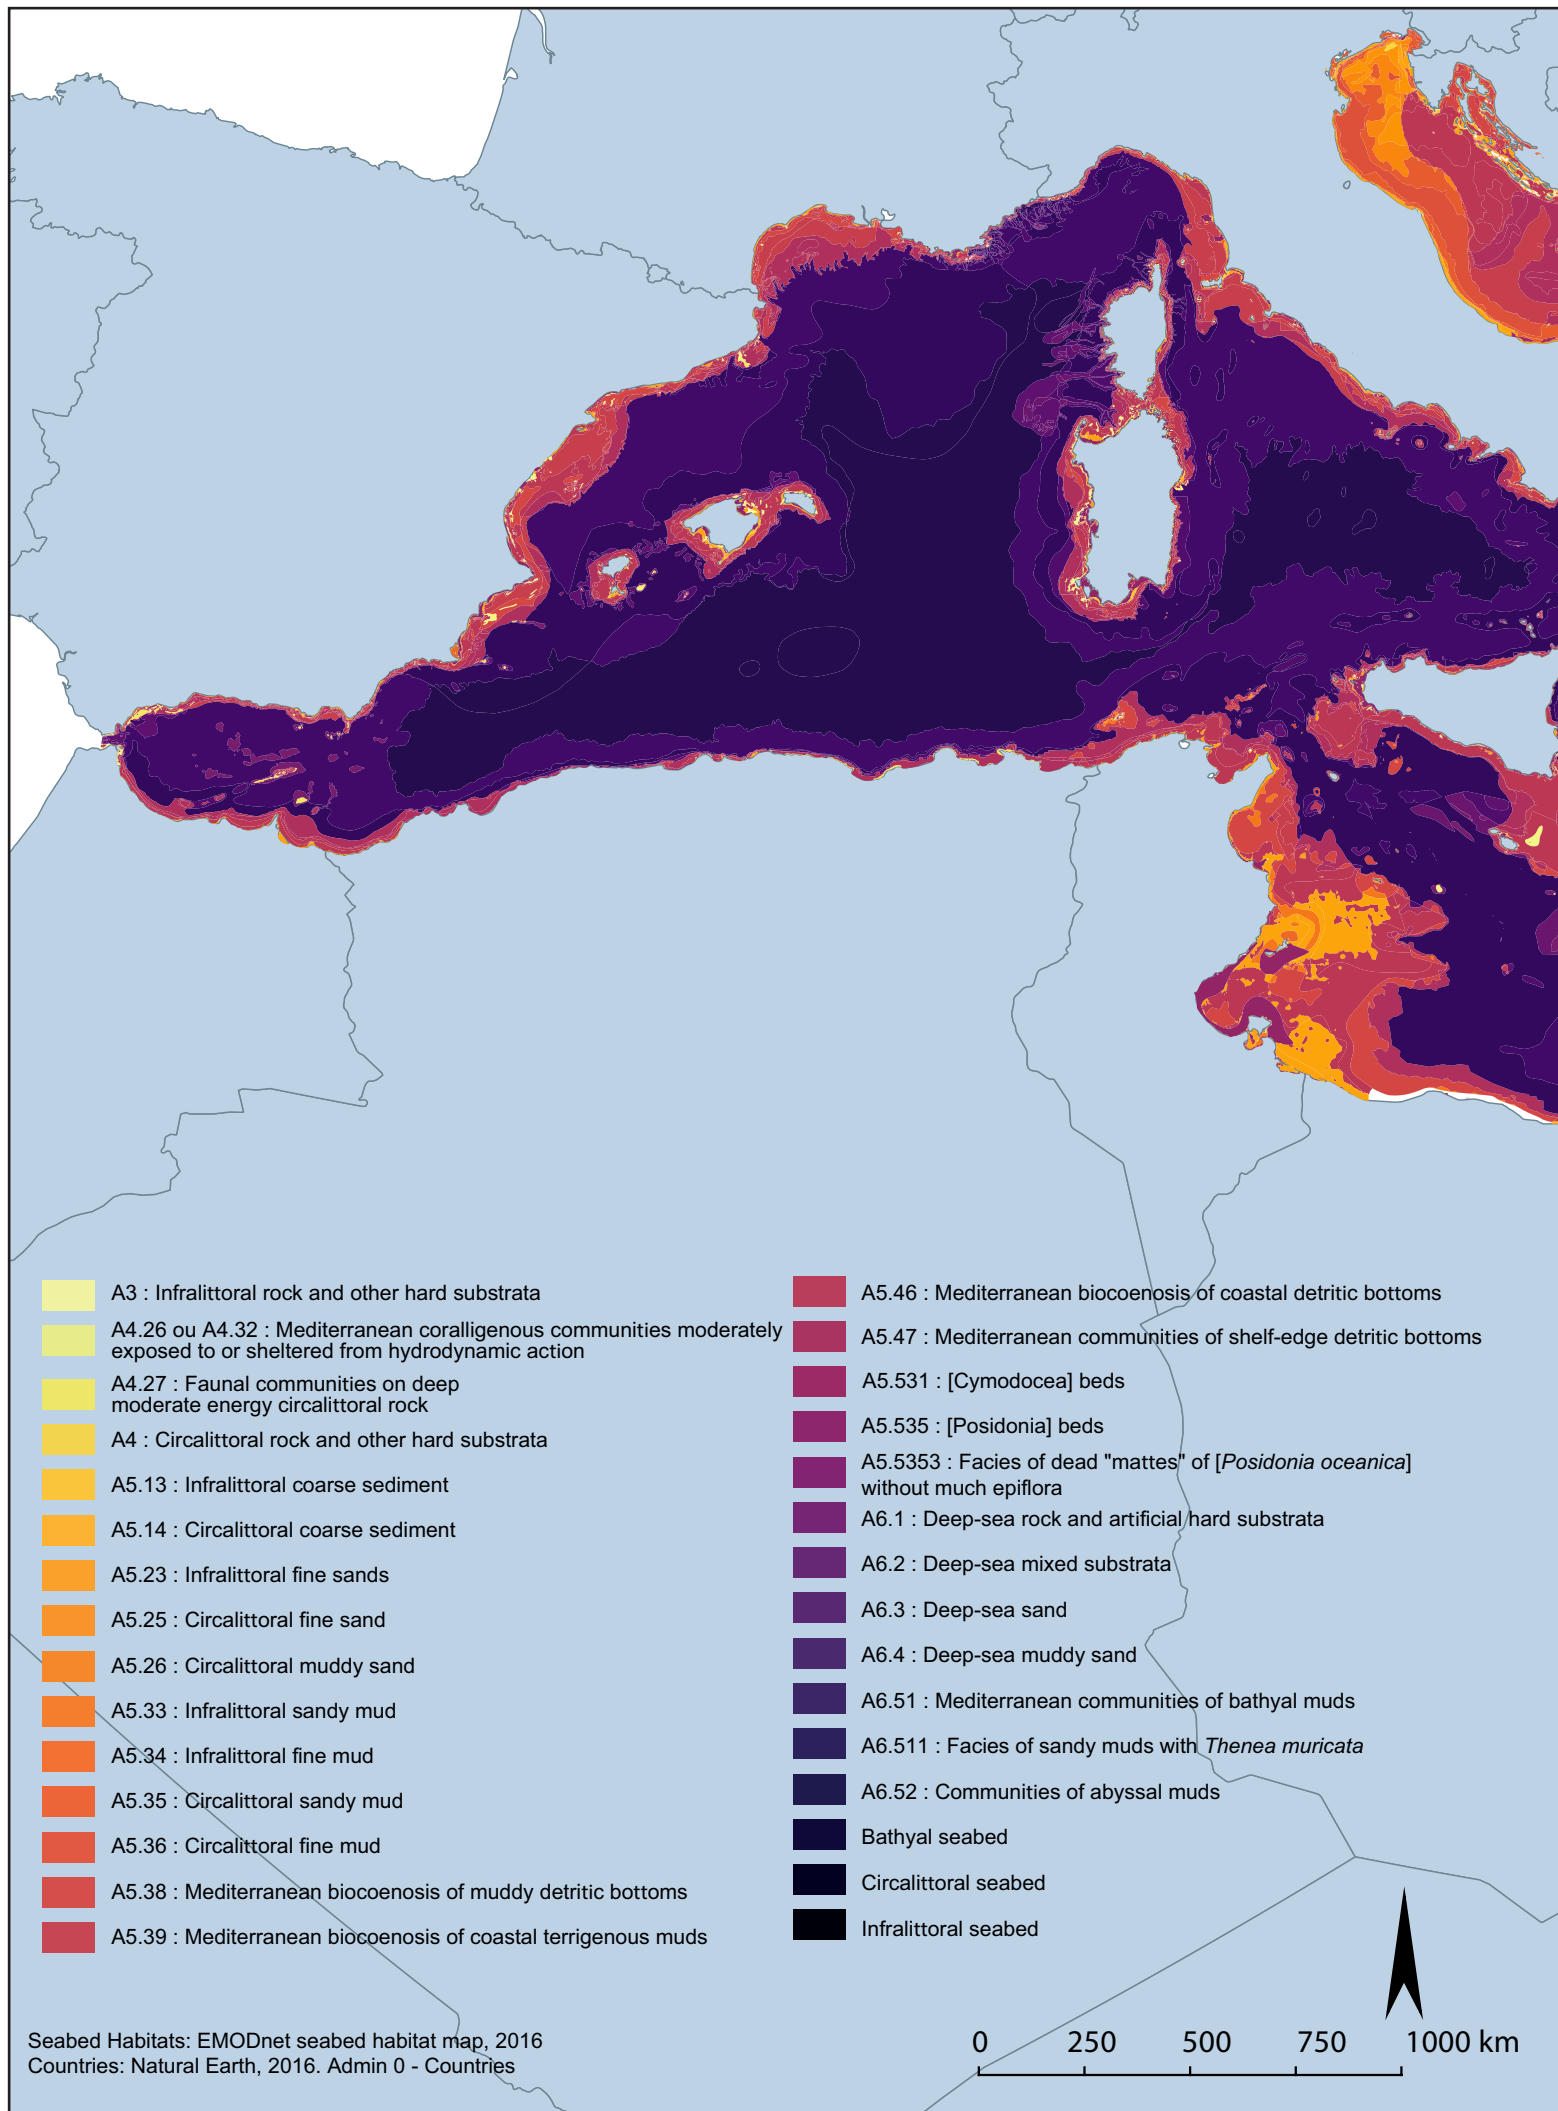 A3 : Infralittoral rock and other hard substrata
A4.26 ou A4.32 : Mediterranean coralligenous communities moderately
exposed to or sheltered from hydrodynamic action
A4.27 : Faunal communities on deep
moderate energy circalittoral rock
A4 : Circalittoral rock and other hard substrata
A5.13 : Infralittoral coarse sediment
A5.14 : Circalittoral coarse sediment
A5.23 : Infralittoral fine sands
A5.25 : Circalittoral fine sand
A5.26 : Circalittoral muddy sand
A5.33 : Infralittoral sandy mud
A5.34 : Infralittoral fine mud
A5.35 : Circalittoral sandy mud
A5.36 : Circalittoral fine mud
A5.38 : Mediterranean biocoenosis of muddy detritic bottoms
A5.39 : Mediterranean biocoenosis of coastal terrigenous muds
A5.46 : Mediterranean biocoenosis of coastal detritic bottoms
A5.47 : Mediterranean communities of shelf-edge detritic bottoms
A5.531 : [Cymodocea] beds
A5.535 : [Posidonia] beds
A5.5353 : Facies of dead "mattes" of [Posidonia oceanica]
without much epiflora
A6.1 : Deep-sea rock and artificial hard substrata
A6.2 : Deep-sea mixed substrata
A6.3 : Deep-sea sand
A6.4 : Deep-sea muddy sand
A6.51 : Mediterranean communities of bathyal muds
A6.511 : Facies of sandy muds with Thenea muricata
A6.52 : Communities of abyssal muds
Bathyal seabed
Circalittoral seabed
Infralittoral seabed
Seabed Habitats: EMODnet seabed habitat map, 2016
Countries: Natural Earth, 2016. Admin 0 - Countries
0 250 500 750 1000 km